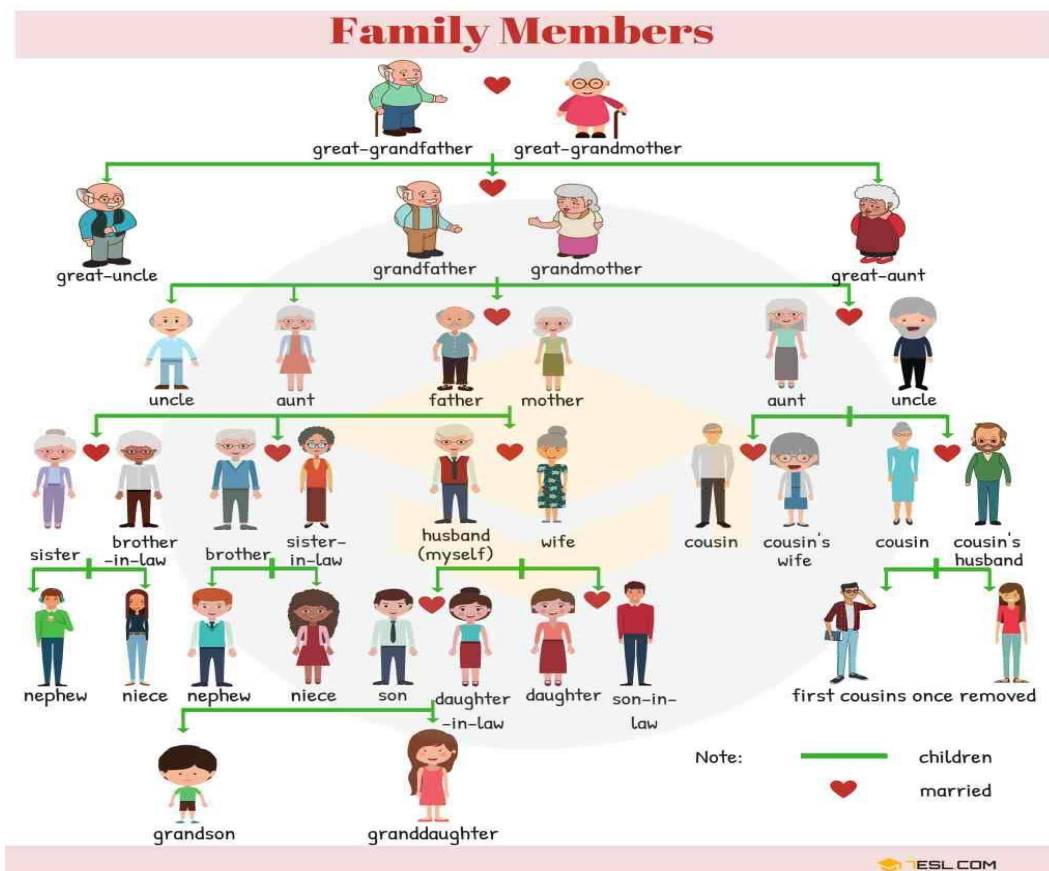 Family Members
great-grandfather great-grandmother
great-uncle grandfather grandmother great-aunt
uncle aunt father mother aunt uncle
sister brother-in-law brother sister-in-law husband (myself) wife cousin cousin's wife cousin cousin's husband
nephew niece nephew niece son daughter-in-law daughter son-in-law first cousins once removed
Note: children
married
grandson granddaughter
7ESL.COM